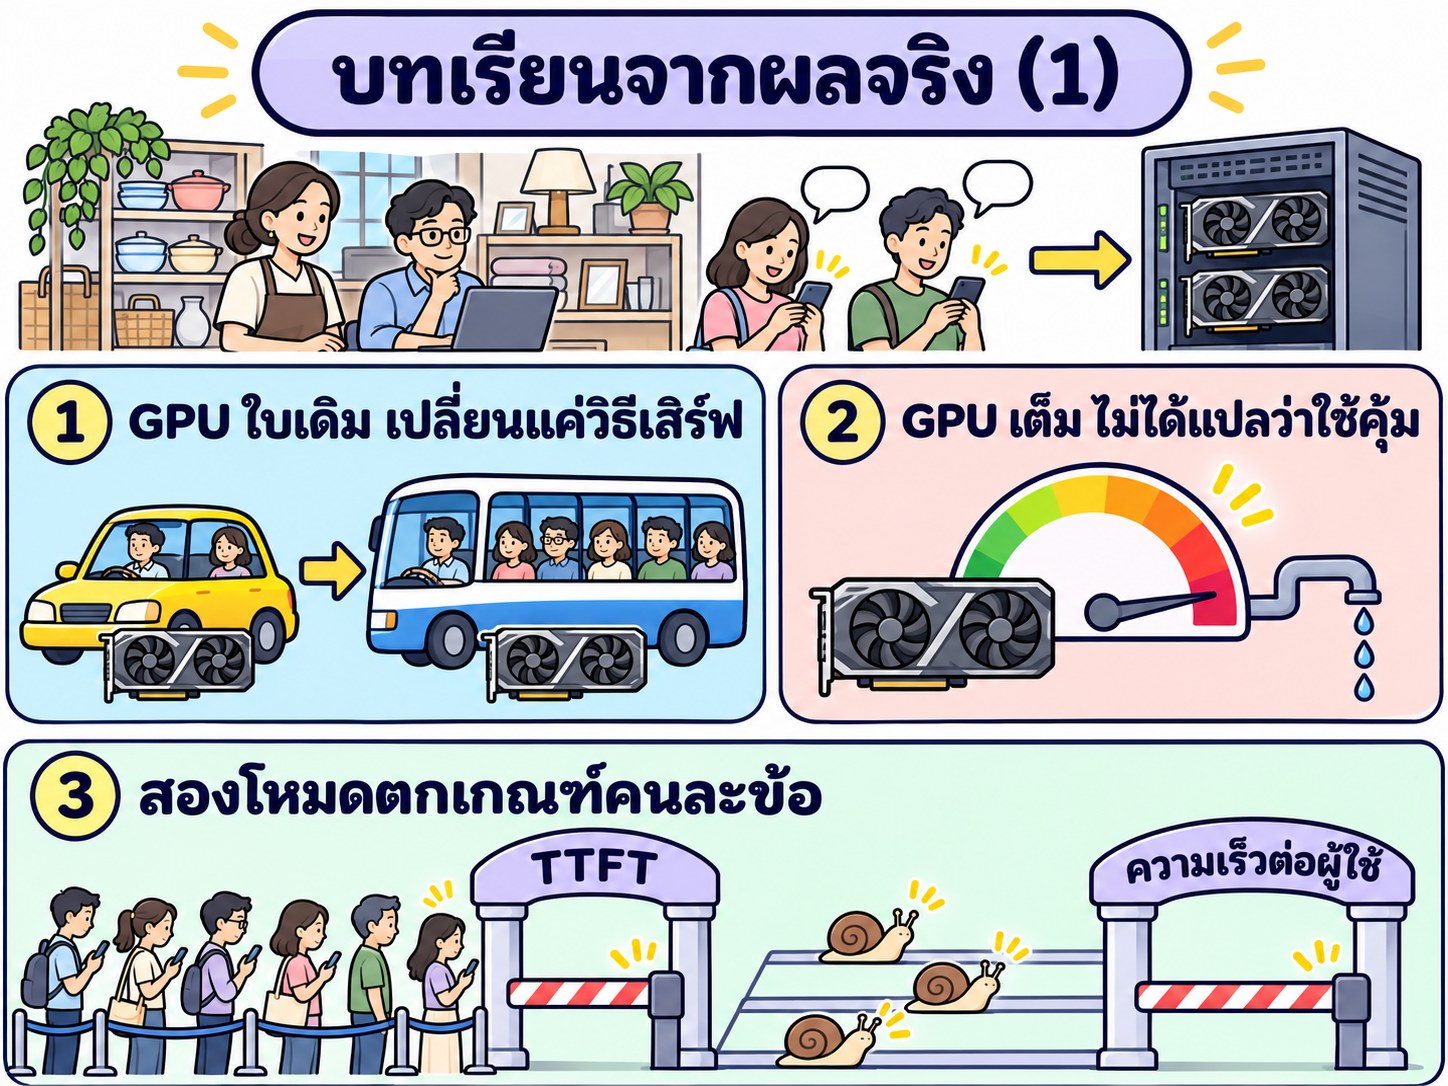 บทเรียนจากผลจริง (1)
1 GPU ใบเดิม เปลี่ยนแค่วิธีเสิร์ฟ
2 GPU เต็ม ไม่ได้แปลว่าใช้คุ้ม
3 สองโหมดตกเกณฑ์คนละข้อ
TTFT
ความเร็วต่อผู้ใช้